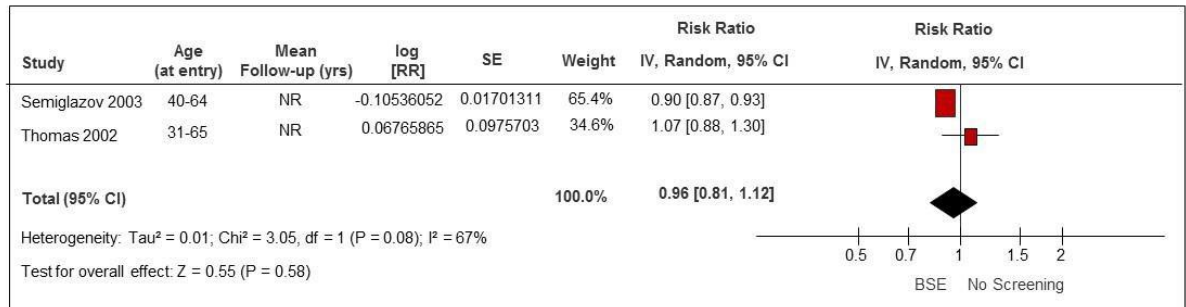 Risk Ratio Risk Ratio
Study Age (at entry) Mean Follow-up (yrs) log [RR] SE Weight IV, Random, 95% CI IV, Random, 95% CI
Semiglazov 2003 40-64 NR -0.10536052 0.01701311 65.4% 0.90 [0.87, 0.93]
Thomas 2002 31-65 NR 0.06765865 0.0975703 34.6% 1.07 [0.88, 1.30]
Total (95% CI) 100.0% 0.96 [0.81, 1.12]
Heterogeneity: Tau² = 0.01; Chi² = 3.05, df = 1 (P = 0.08); I² = 67%
0.5 0.7 1 1.5 2
Test for overall effect: Z = 0.55 (P = 0.58)
BSE No Screening